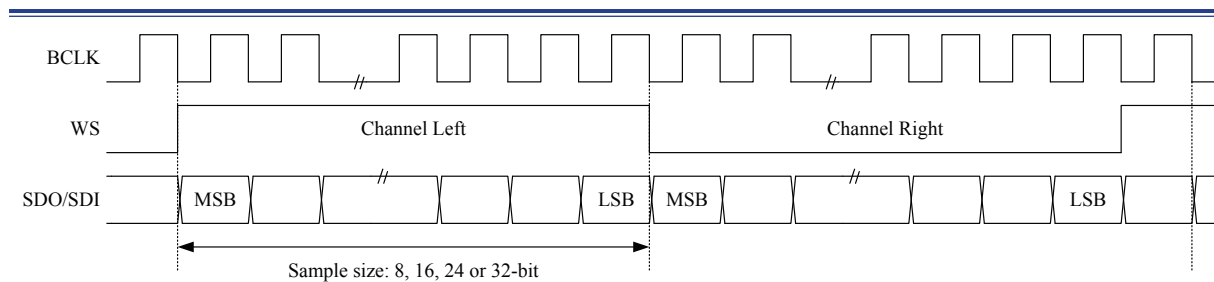 BCLK
WS
Channel Left
Channel Right
SDO/SDI
MSB
LSB
MSB
LSB
Sample size: 8, 16, 24 or 32-bit